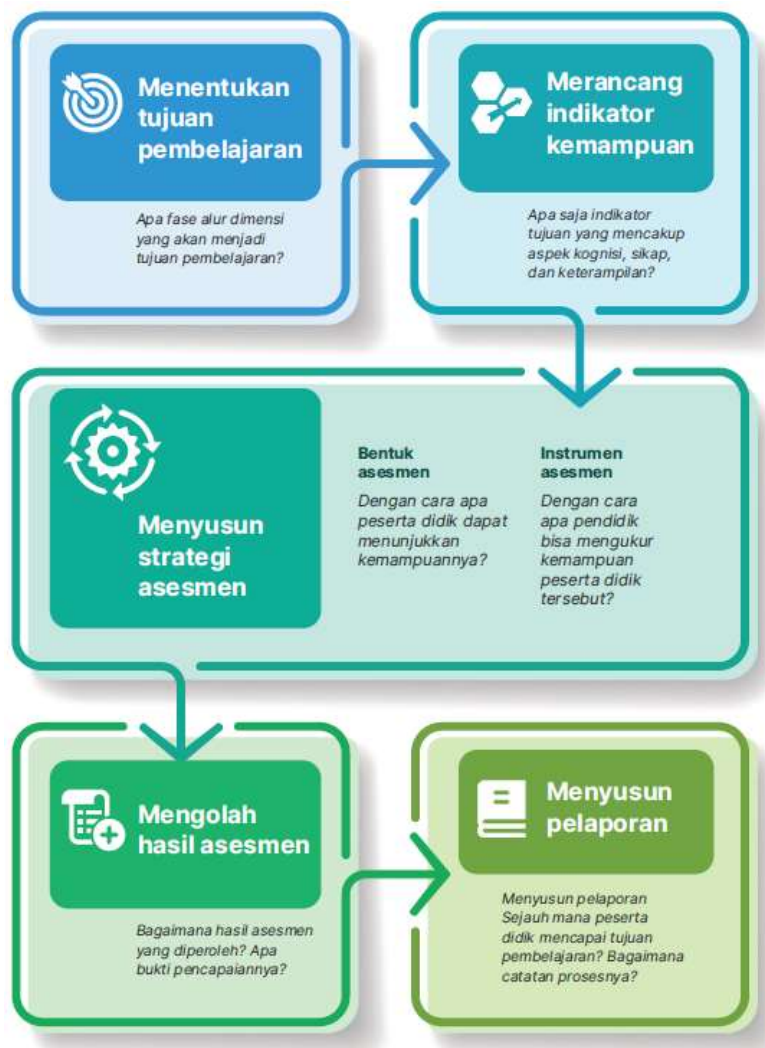 Menentukan
tujuan
pembelajaran
Apa fase alur dimensi
yang akan menjadi
tujuan pembelajaran?
Merancang
indikator
kemampuan
Apa saja indikator
tujuan yang mencakup
aspek kognisi, sikap,
dan keterampilan?
Menyusun
strategi
asesmen
Bentuk
asesmen
Dengan cara apa
peserta didik dapat
menunjukkan
kemampuannya?
Instrumen
asesmen
Dengan cara
apa pendidik
bisa mengukur
kemampuan
peserta didik
tersebut?
Mengolah
hasil asesmen
Bagaimana hasil asesmen
yang diperoleh? Apa
bukti pencapaiannya?
Menyusun
pelaporan
Menyusun pelaporan
Sejauh mana peserta
didik mencapai tujuan
pembelajaran? Bagaimana
catatan prosesnya?